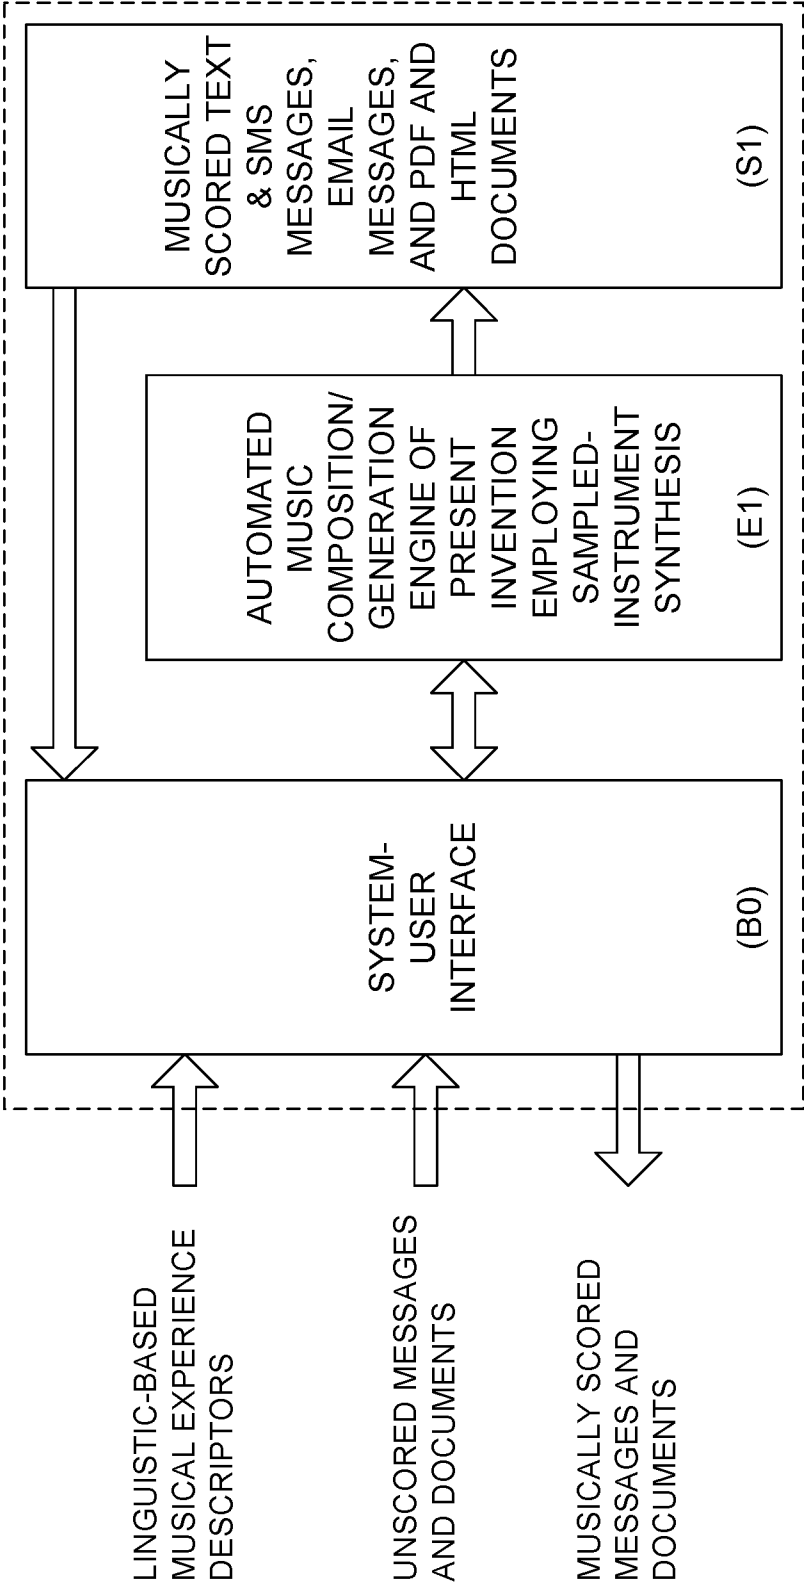 LINGUISTIC-BASED
MUSICAL EXPERIENCE
DESCRIPTORS
UNSCORED MESSAGES
AND DOCUMENTS
MUSICALLY SCORED
MESSAGES AND
DOCUMENTS
SYSTEM-
USER
INTERFACE
(B0)
AUTOMATED
MUSIC
COMPOSITION/
GENERATION
ENGINE OF
PRESENT
INVENTION
EMPLOYING
SAMPLED-
INSTRUMENT
SYNTHESIS
(E1)
MUSICALLY
SCORED TEXT
& SMS
MESSAGES,
EMAIL
MESSAGES,
AND PDF AND
HTML
DOCUMENTS
(S1)